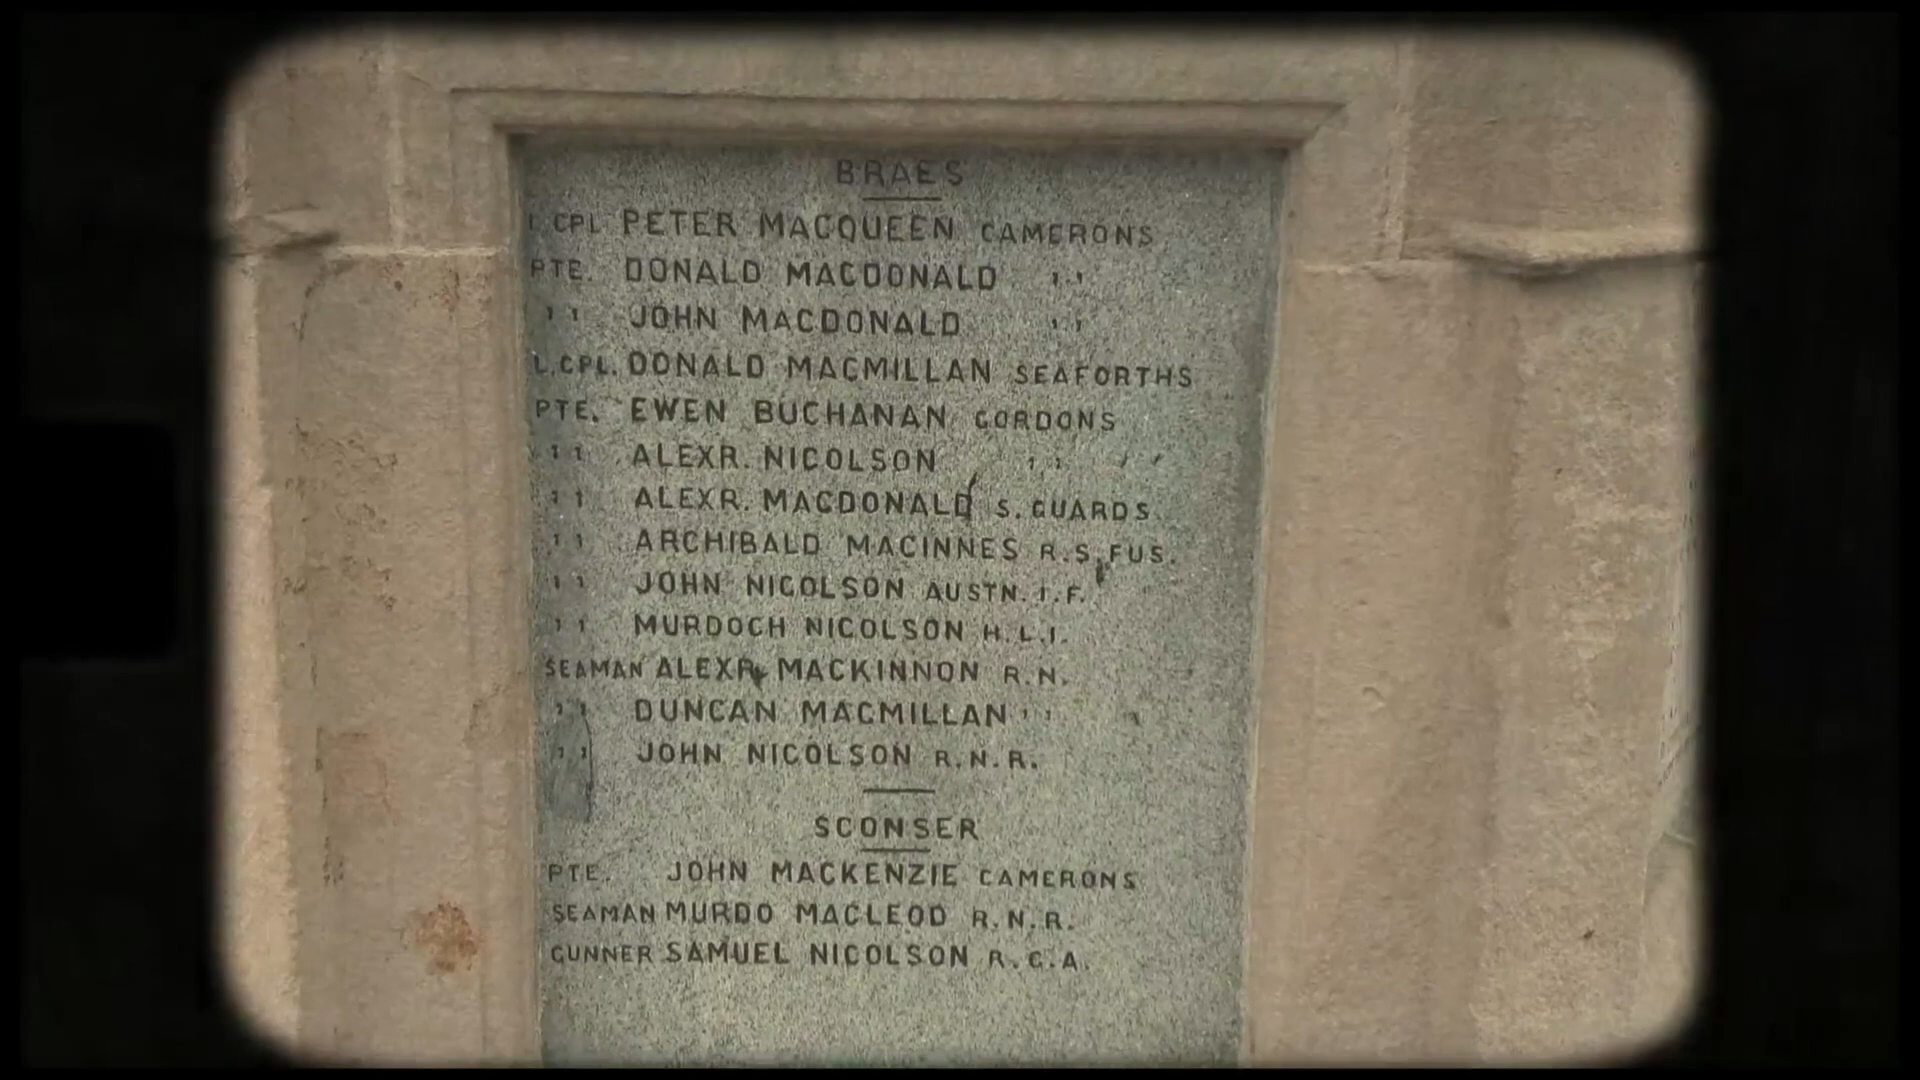 BRAES
L CPL PETER MACQUEEN CAMERONS
PTE. DONALD MACDONALD ,,
,, JOHN MACDONALD ,,
L.CPL. DONALD MACMILLAN SEAFORTHS
PTE. EWEN BUCHANAN GORDONS
,, ALEXR. NICOLSON ,,
,, ALEXR. MACDONALD S. GUARDS
,, ARCHIBALD MACINNES R.S.FUS.
,, JOHN NICOLSON AUSTN. I.F.
,, MURDOCH NICOLSON H.L.I.
SEAMAN ALEXR. MACKINNON R.N.
,, DUNCAN MACMILLAN ,,
,, JOHN NICOLSON R.N.R.
SCONSER
PTE. JOHN MACKENZIE CAMERONS
SEAMAN MURDO MACLEOD R.N.R.
GUNNER SAMUEL NICOLSON R.G.A.